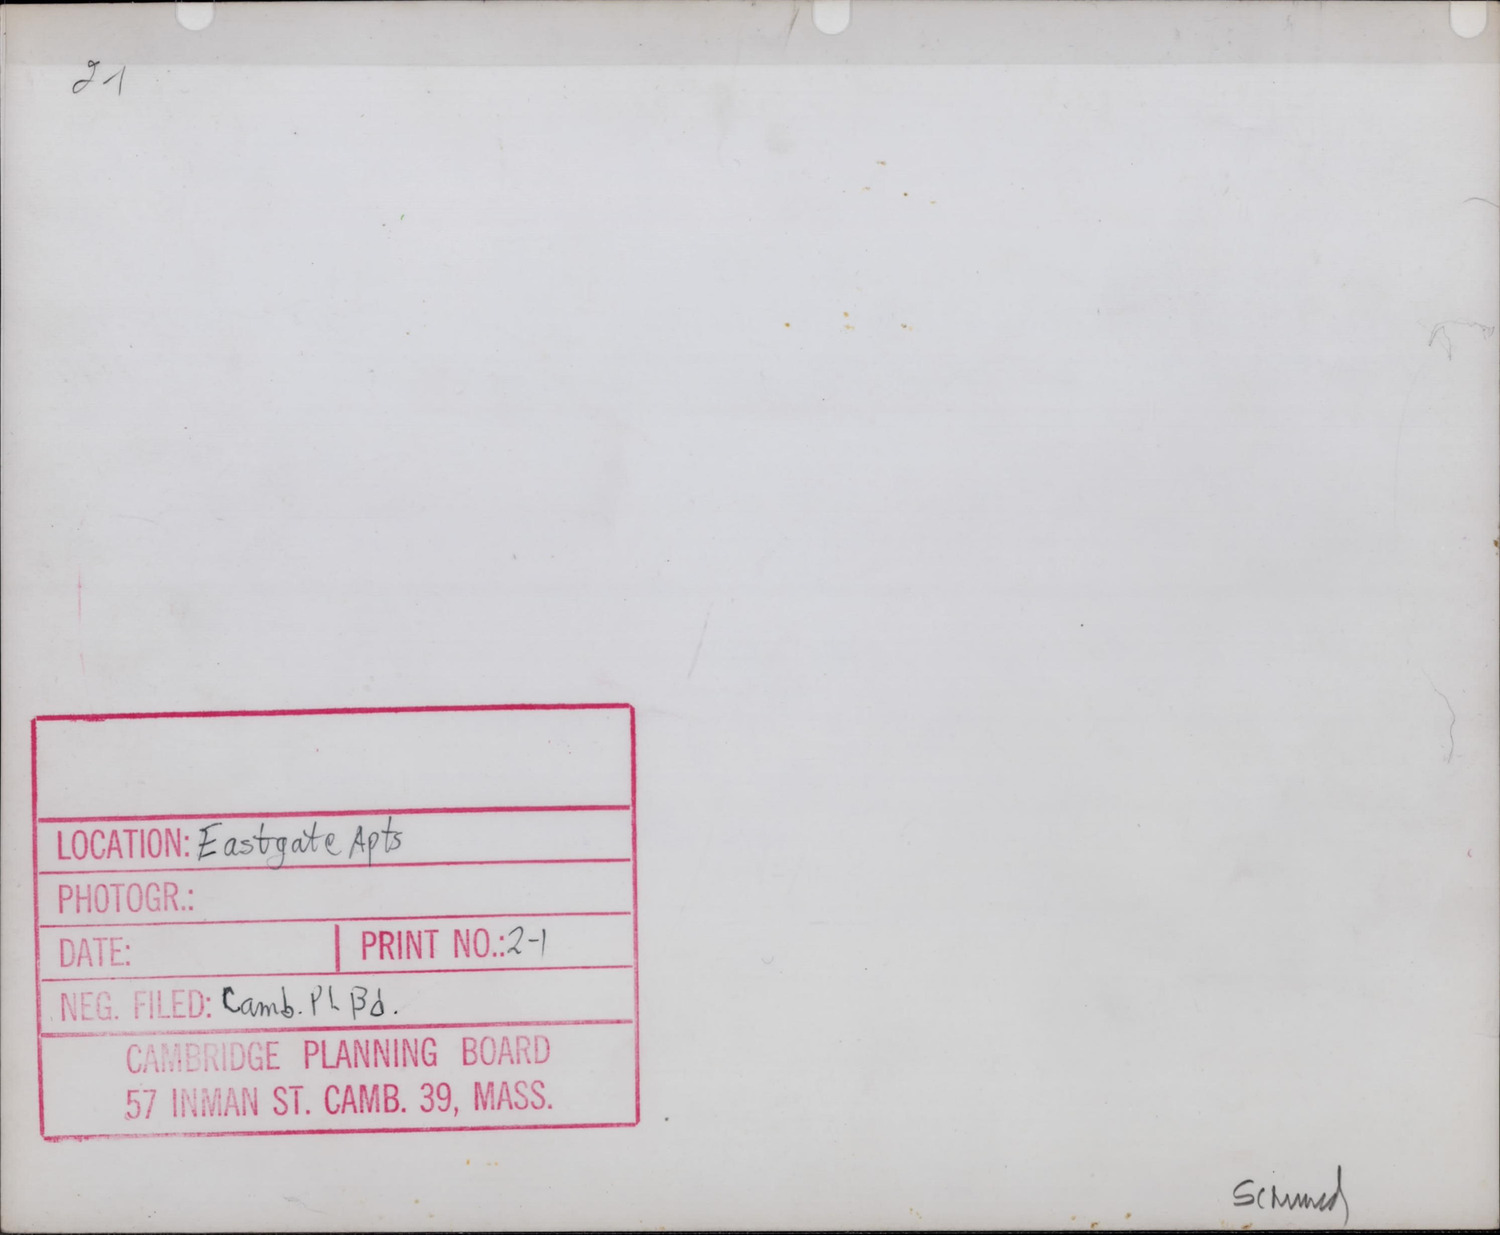 2-1
LOCATION: Eastgate Apts
PHOTOGR.:
DATE: PRINT NO.: 2-1
NEG. FILED: Camb. Pl Bd.
CAMBRIDGE PLANNING BOARD
57 INMAN ST. CAMB. 39, MASS.